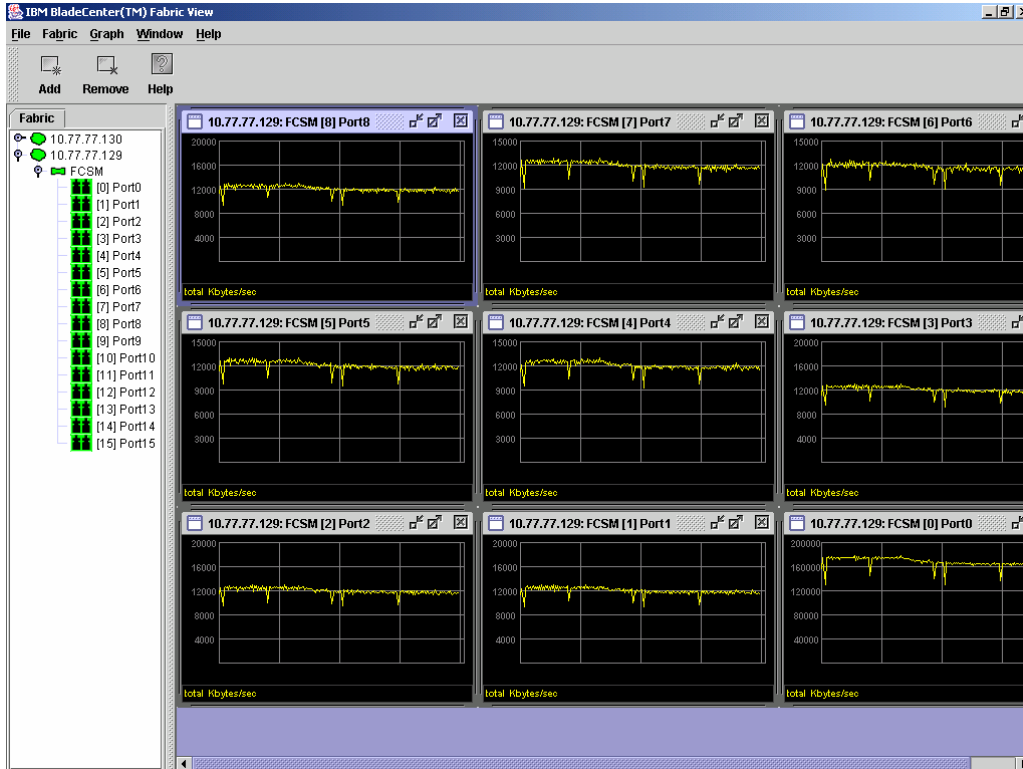 IBM BladeCenter(TM) Fabric View
File Fabric Graph Window Help
Add Remove Help
Fabric
10.77.77.130
10.77.77.129
FCSM
[0] Port0
[1] Port1
[2] Port2
[3] Port3
[4] Port4
[5] Port5
[6] Port6
[7] Port7
[8] Port8
[9] Port9
[10] Port10
[11] Port11
[12] Port12
[13] Port13
[14] Port14
[15] Port15
10.77.77.129: FCSM [8] Port8
20000
16000
12000
8000
4000
total Kbytes/sec
10.77.77.129: FCSM [7] Port7
15000
12000
9000
6000
3000
total Kbytes/sec
10.77.77.129: FCSM [6] Port6
15000
12000
9000
6000
3000
total Kbytes/sec
10.77.77.129: FCSM [5] Port5
15000
12000
9000
6000
3000
total Kbytes/sec
10.77.77.129: FCSM [4] Port4
15000
12000
9000
6000
3000
total Kbytes/sec
10.77.77.129: FCSM [3] Port3
20000
16000
12000
8000
4000
total Kbytes/sec
10.77.77.129: FCSM [2] Port2
20000
16000
12000
8000
4000
total Kbytes/sec
10.77.77.129: FCSM [1] Port1
20000
16000
12000
8000
4000
total Kbytes/sec
10.77.77.129: FCSM [0] Port0
200000
160000
120000
80000
40000
total Kbytes/sec